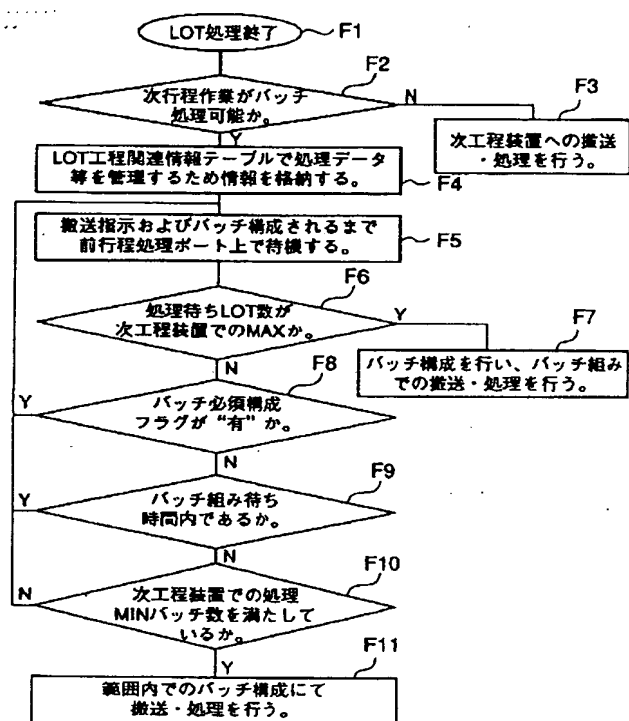 LOT処理終了
F1
F2
次行程作業がバッチ
処理可能か。
N
F3
次工程装置への搬送
・処理を行う。
Y
LOT工程関連情報テーブルで処理データ
等を管理するため情報を格納する。
F4
搬送指示およびバッチ構成されるまで
前行程処理ポート上で待機する。
F5
F6
処理待ちLOT数が
次工程装置でのMAXか。
Y
F7
バッチ構成を行い、バッチ組み
での搬送・処理を行う。
N
F8
Y
バッチ必須構成
フラグが“有”か。
N
F9
Y
バッチ組み待ち
時間内であるか。
N
F10
N
次工程装置での処理
MINバッチ数を満たして
いるか。
Y
F11
範囲内でのバッチ構成にて
搬送・処理を行う。